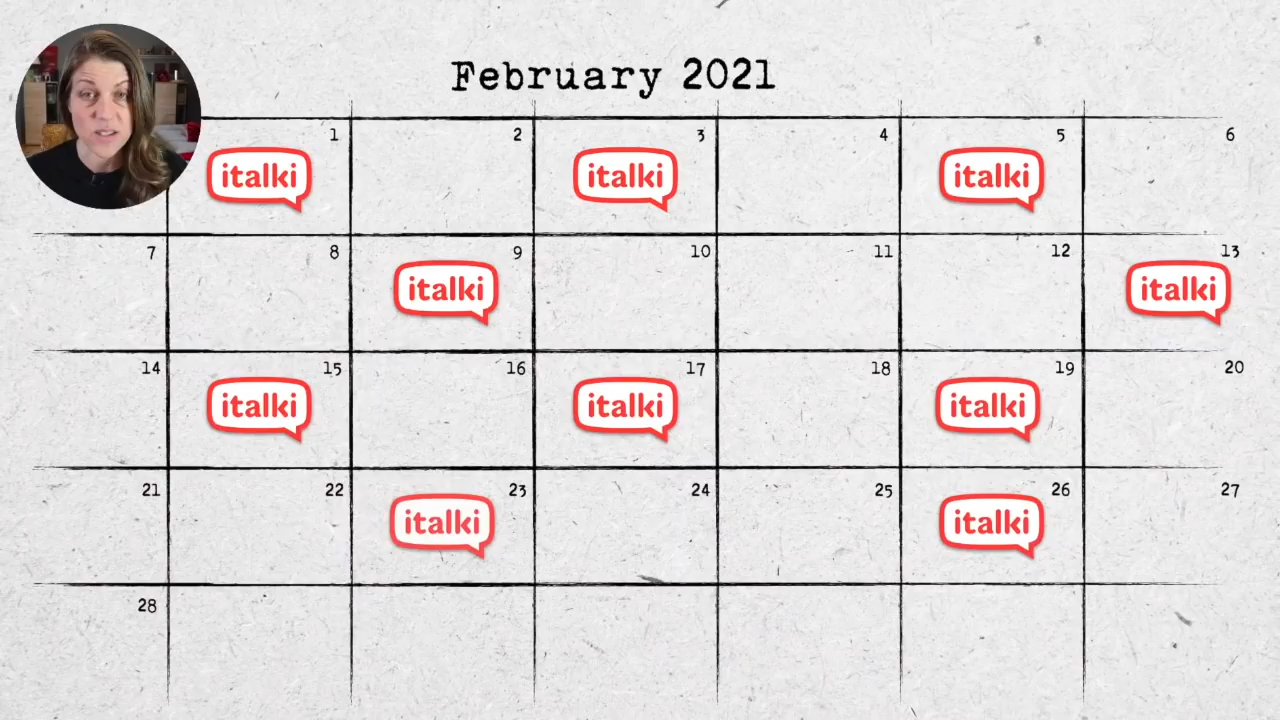 February 2021
1 2 3 4 5 6
italki italki italki
7 8 9 10 11 12 13
italki italki
14 15 16 17 18 19 20
italki italki italki
21 22 23 24 25 26 27
italki italki
28